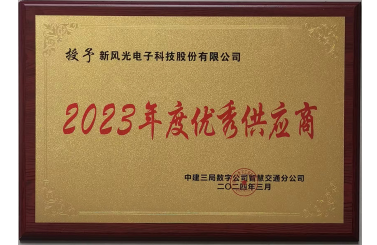 授予 新风光电子科技股份有限公司
2023年度优秀供应商
中建三局数字公司智慧交通分公司
二〇二四年三月